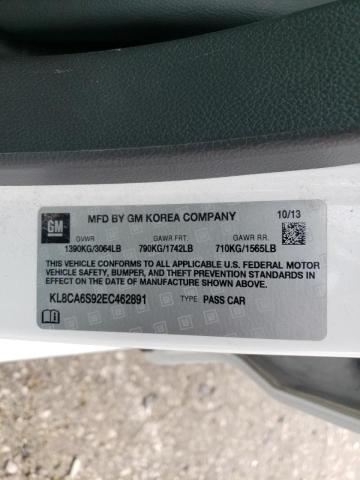 GM
MFD BY GM KOREA COMPANY 10/13
GVWR GAWR FRT. GAWR RR.
1390KG/3064LB 790KG/1742LB 710KG/1565LB
THIS VEHICLE CONFORMS TO ALL APPLICABLE U.S. FEDERAL MOTOR
VEHICLE SAFETY, BUMPER, AND THEFT PREVENTION STANDARDS IN
EFFECT ON THE DATE OF MANUFACTURE SHOWN ABOVE.
KL8CA6S92EC462891 TYPE: PASS CAR